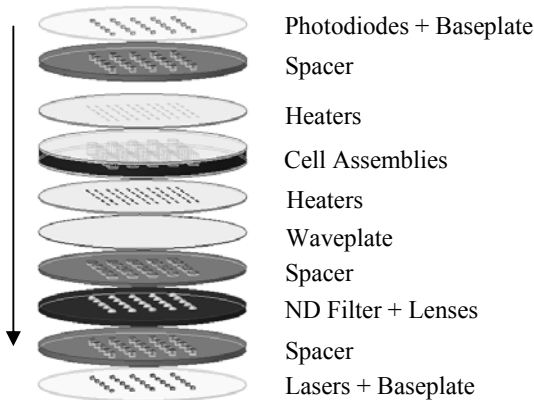 Photodiodes + Baseplate
Spacer
Heaters
Cell Assemblies
Heaters
Waveplate
Spacer
ND Filter + Lenses
Spacer
Lasers + Baseplate